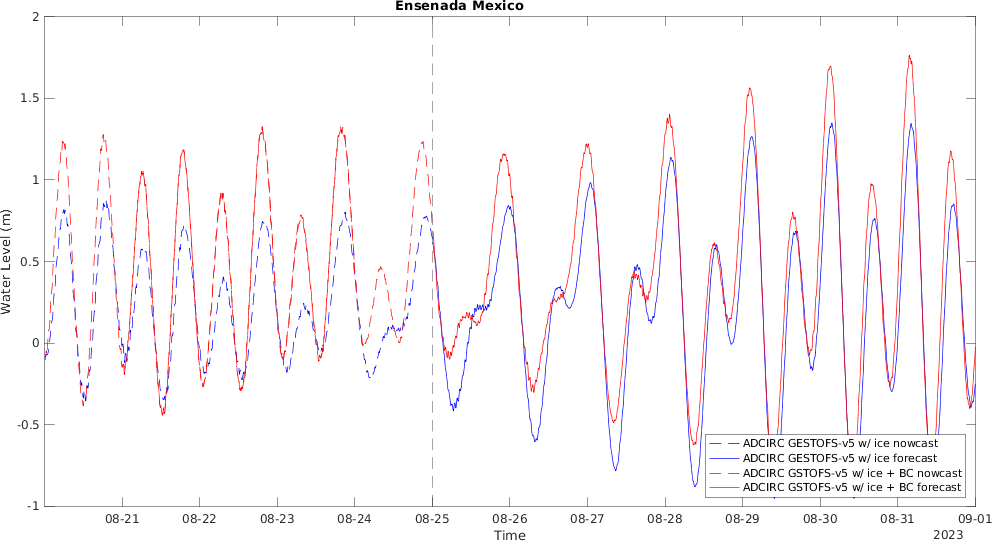 Ensenada Mexico
2
1.5
1
0.5
0
-0.5
-1
Water Level (m)
ADCIRC GESTOFS-v5 w/ ice nowcast
ADCIRC GESTOFS-v5 w/ ice forecast
ADCIRC GSTOFS-v5 w/ ice + BC nowcast
ADCIRC GSTOFS-v5 w/ ice + BC forecast
08-21 08-22 08-23 08-24 08-25 08-26 08-27 08-28 08-29 08-30 08-31 09-01
Time
2023